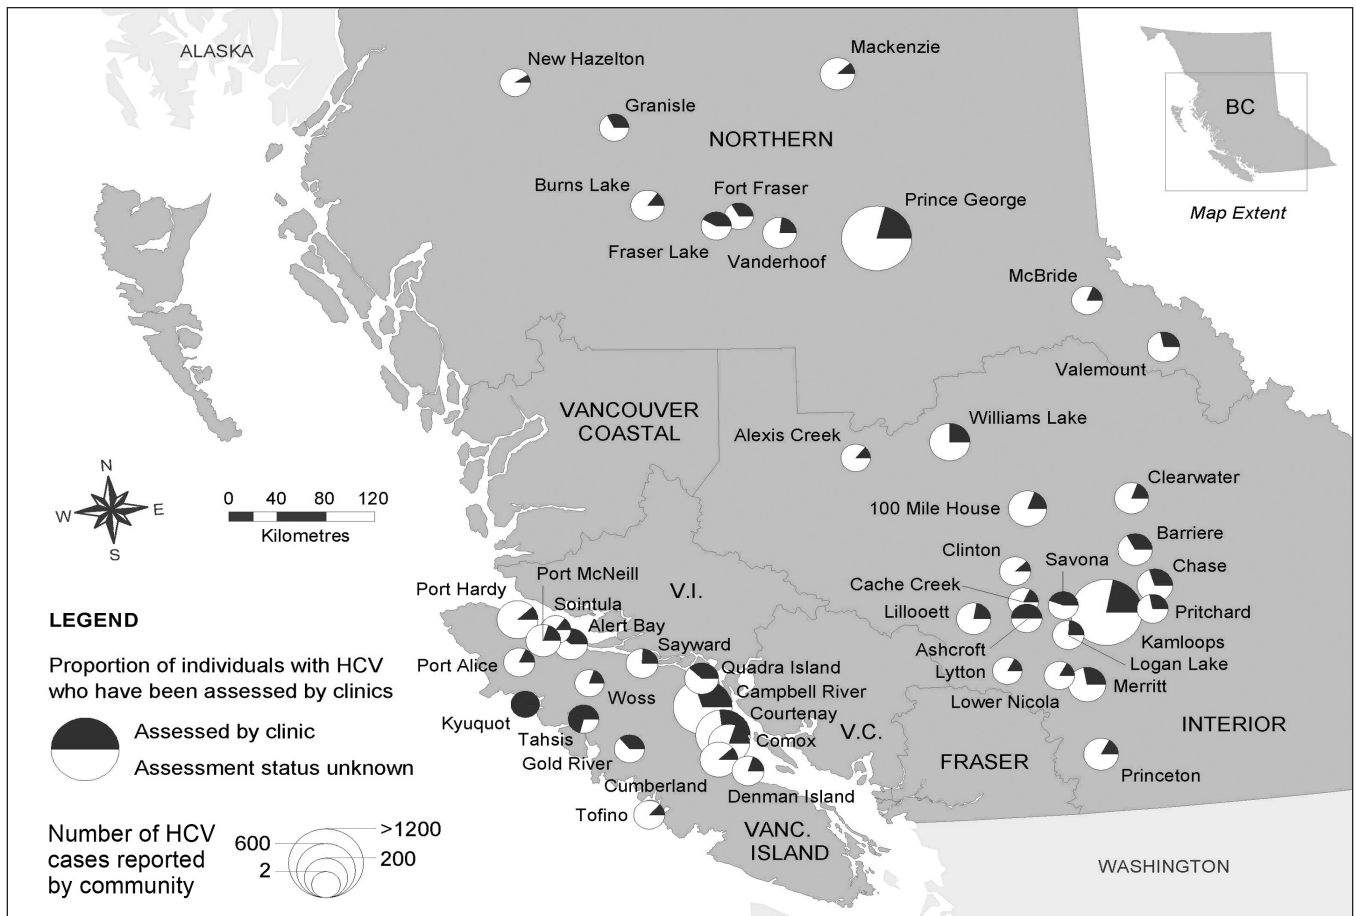 ALASKA
New Hazelton
Mackenzie
Granisle
NORTHERN
BC
Map Extent
Burns Lake
Fort Fraser
Prince George
Fraser Lake
Vanderhoof
McBride
Valemount
VANCOUVER
COASTAL
Williams Lake
Alexis Creek
N
W
E
S
0 40 80 120
Kilometres
Clearwater
100 Mile House
Barriere
Clinton
Savona
Chase
Cache Creek
Lillooett
Pritchard
Kamloops
Ashcroft
Logan Lake
Lytton
Merritt
Lower Nicola
INTERIOR
Princeton
Port McNeill
Port Hardy
Sointula
V.I.
Alert Bay
Sayward
Port Alice
Quadra Island
Woss
Campbell River
Kyuquot
Courtenay
Tahsis
Comox
V.C.
Gold River
FRASER
Cumberland
Denman Island
Tofino
VANC.
ISLAND
WASHINGTON
LEGEND
Proportion of individuals with HCV
who have been assessed by clinics
Assessed by clinic
Assessment status unknown
Number of HCV
cases reported
by community
>1200
600
200
2